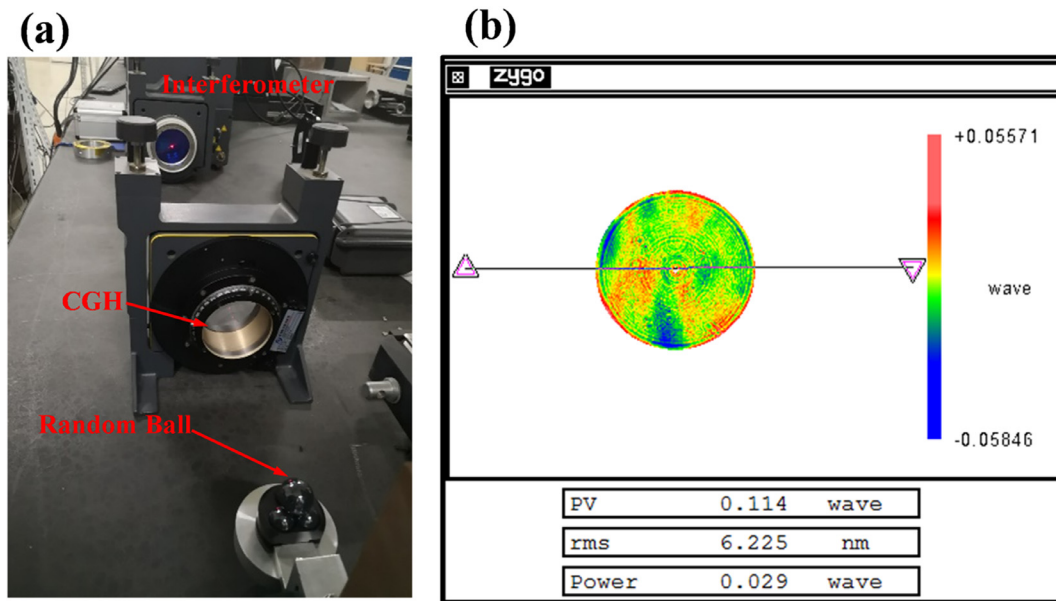 (a)
Interferometer
CGH
Random Ball
(b)
zygo
+0.05571
wave
-0.05846
PV 0.114 wave
rms 6.225 nm
Power 0.029 wave